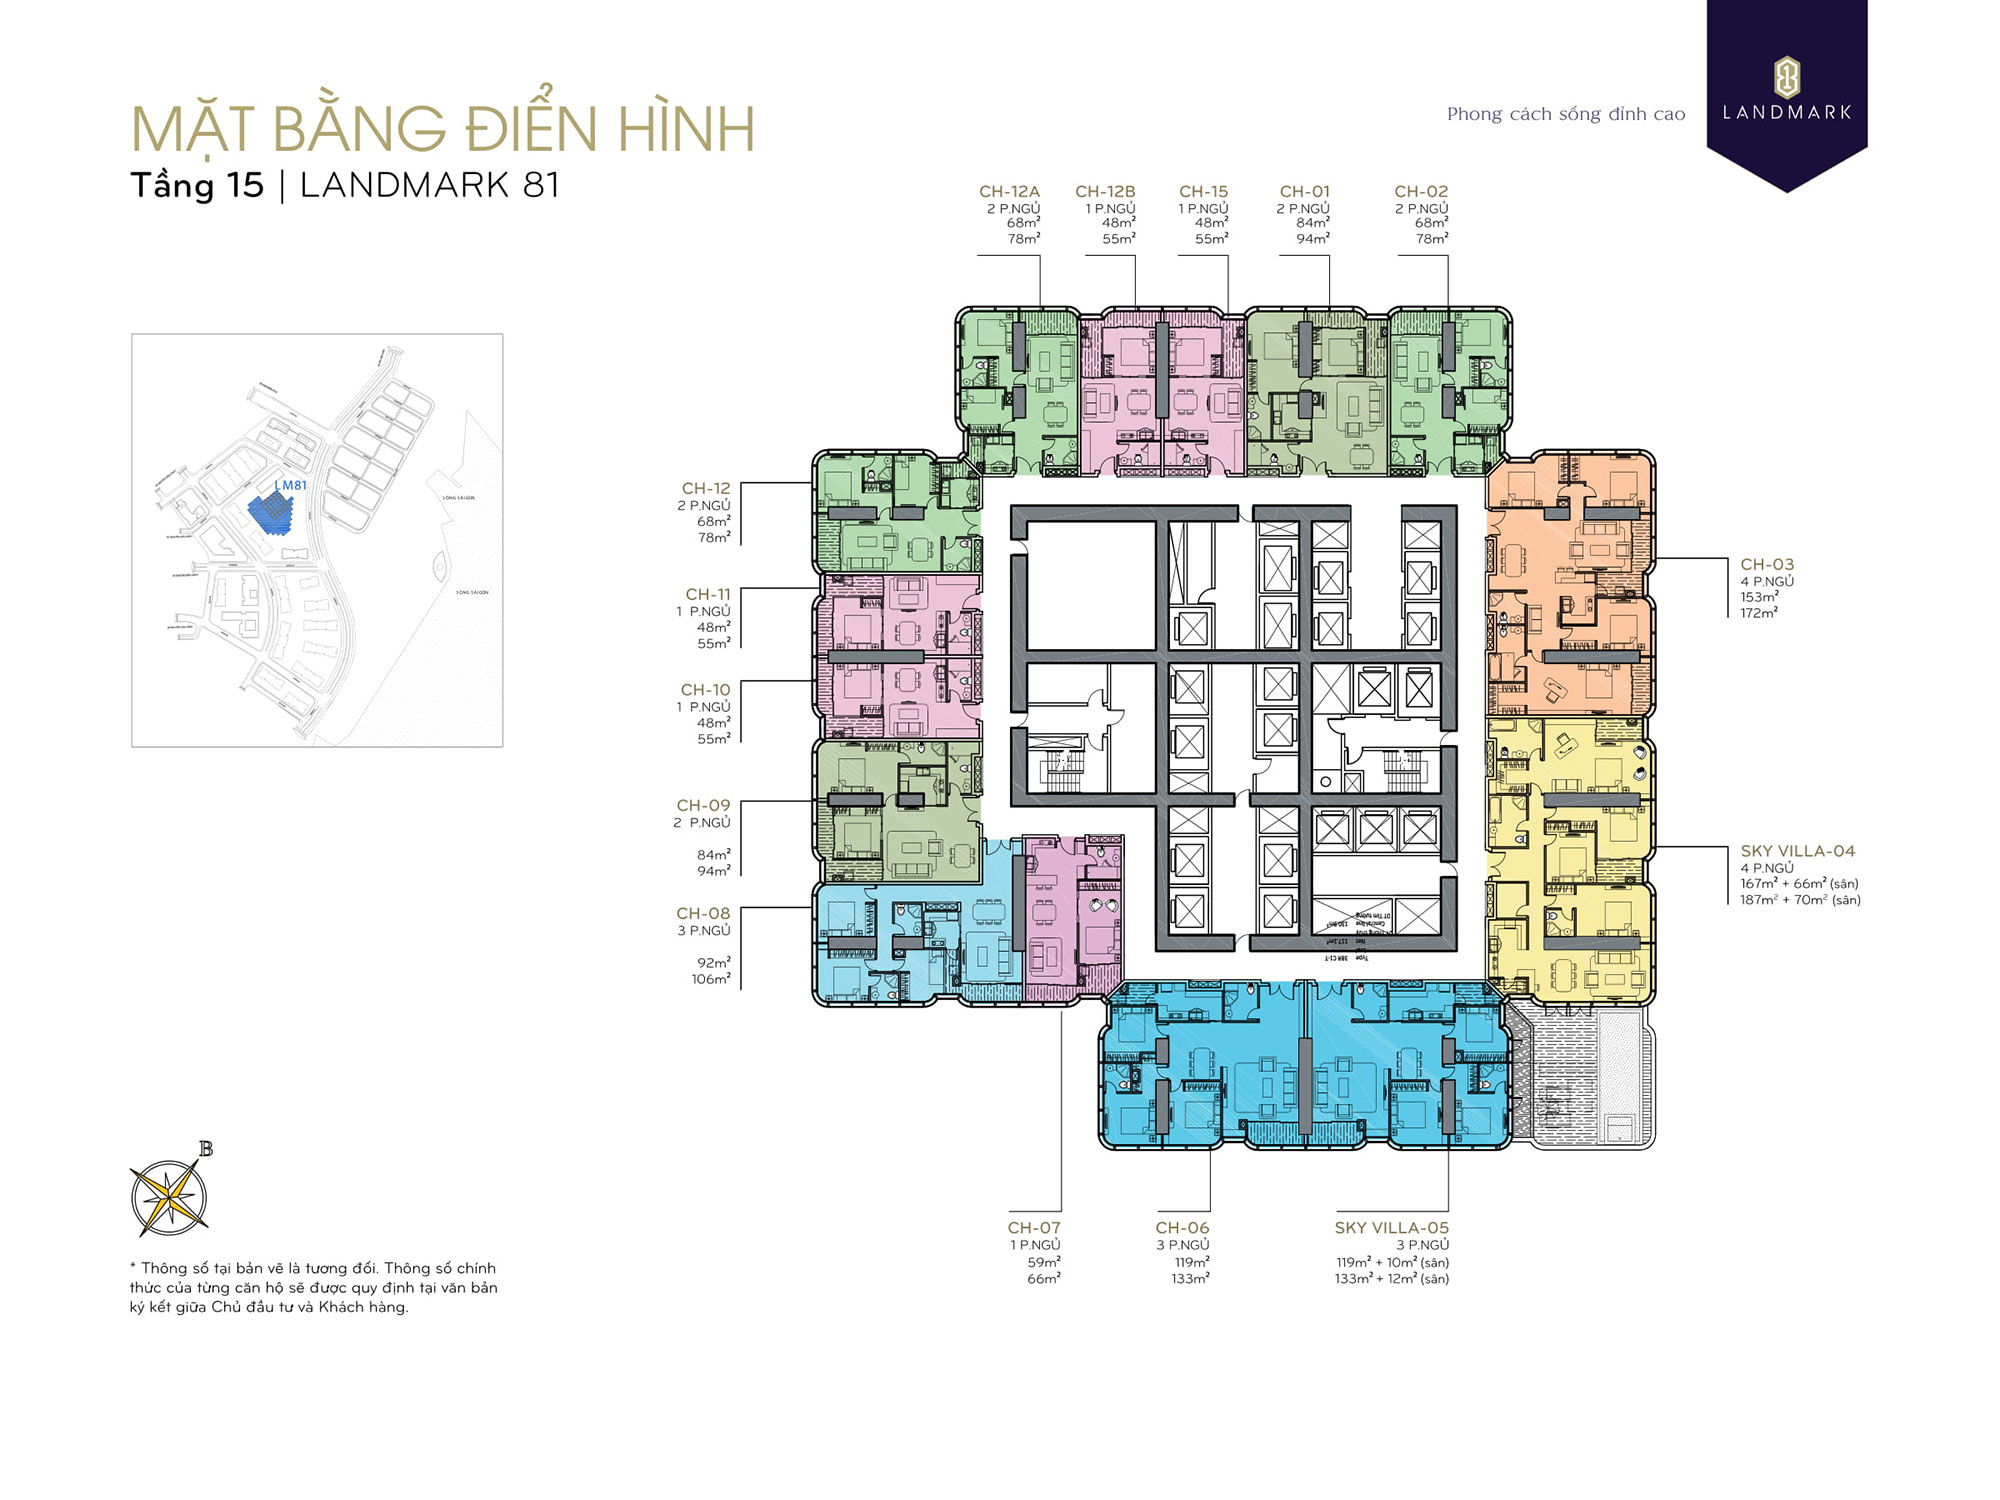 MẶT BẰNG ĐIỂN HÌNH
Tầng 15 | LANDMARK 81
Phong cách sống đỉnh cao
LANDMARK
CH-12A
2 P.NGỦ
68m²
78m²
CH-12B
1 P.NGỦ
48m²
55m²
CH-15
1 P.NGỦ
48m²
55m²
CH-01
2 P.NGỦ
84m²
94m²
CH-02
2 P.NGỦ
68m²
78m²
LM81
SÔNG SÀI GÒN
SÔNG SÀI GÒN
CH-12
2 P.NGỦ
68m²
78m²
CH-11
1 P.NGỦ
48m²
55m²
CH-10
1 P.NGỦ
48m²
55m²
CH-09
2 P.NGỦ
84m²
94m²
CH-08
3 P.NGỦ
92m²
106m²
CH-03
4 P.NGỦ
153m²
172m²
SKY VILLA-04
4 P.NGỦ
167m² + 66m² (sân)
187m² + 70m² (sân)
CH-07
1 P.NGỦ
59m²
66m²
CH-06
3 P.NGỦ
119m²
133m²
SKY VILLA-05
3 P.NGỦ
119m² + 10m² (sân)
133m² + 12m² (sân)
B
* Thông số tại bản vẽ là tương đối. Thông số chính
thức của từng căn hộ sẽ được quy định tại văn bản
ký kết giữa Chủ đầu tư và Khách hàng.